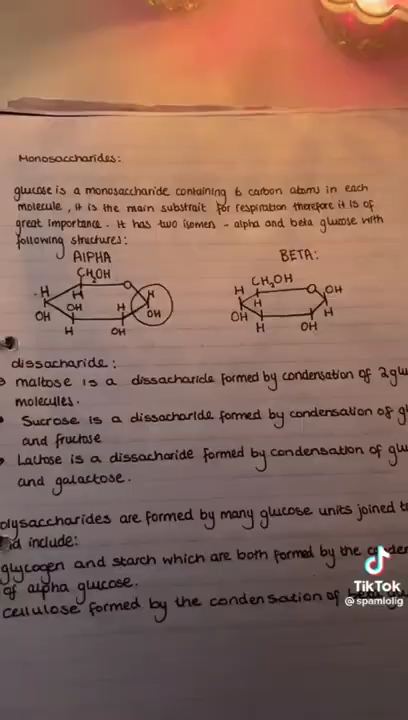 Monosaccharides:
glucose is a monosaccharide containing 6 carbon atoms in each
molecule, it is the main substrait for respiration therefore it is of
great importance. It has two isomers - alpha and beta glucose with
following structures:
AlPHA
BETA:
CH2OH
H
H
OH
OH
H
H
OH
H
OH
CH2OH
H
H
OH
OH
H
H
OH
H
dissacharide:
maltose is a dissacharide formed by condensation of 2 glu
molecules.
Sucrose is a dissacharide formed by condensation of gl
and fructose
Lactose is a dissacharide formed by condensation of glu
and galactose.
olysaccharides are formed by many glucose units joined t
include:
glycogen and starch which are both formed by the
of alpha glucose.
cellulose formed by the condensation of
TikTok
@spamlolig